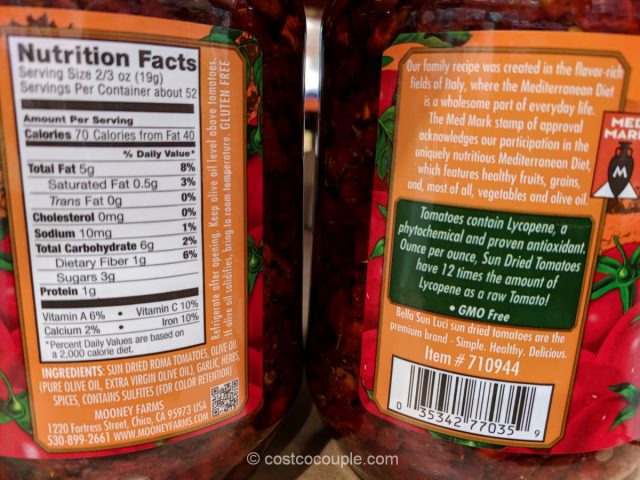 Nutrition Facts
Serving Size 2/3 oz (19g)
Servings Per Container about 52
Amount Per Serving
Calories 70 Calories from Fat 40
% Daily Value*
Total Fat 5g 8%
Saturated Fat 0.5g 3%
Trans Fat 0g 0%
Cholesterol 0mg 0%
Sodium 10mg 1%
Total Carbohydrate 6g 2%
Dietary Fiber 1g 6%
Sugars 3g
Protein 1g
Vitamin A 6% • Vitamin C 10%
Calcium 2% • Iron 10%
*Percent Daily Values are based on
a 2,000 calorie diet.
INGREDIENTS: SUN DRIED ROMA TOMATOES, OLIVE OIL
(PURE OLIVE OIL, EXTRA VIRGIN OLIVE OIL), GARLIC, HERBS,
SPICES, CONTAINS SULFITES (FOR COLOR RETENTION)
MOONEY FARMS
1220 Fortress Street, Chico, CA 95973 USA
530-899-2661 WWW.MOONEYFARMS.COM
Refrigerate after opening. Keep olive oil level above tomatoes.
If olive oil solidifies, bring to room temperature. GLUTEN FREE
Our family recipe was created in the flavor-rich
fields of Italy, where the Mediterranean Diet
is a wholesome part of everyday life.
The Med Mark stamp of approval
acknowledges our participation in the
uniquely nutritious Mediterranean Diet,
which features healthy fruits, grains,
and, most of all, vegetables and olive oil.
MED
MARK
M
Tomatoes contain Lycopene, a
phytochemical and proven antioxidant.
Ounce per ounce, Sun Dried Tomatoes
have 12 times the amount of
Lycopene as a raw Tomato!
• GMO Free
Bella Sun Luci sun dried tomatoes are the
premium brand - Simple. Healthy. Delicious.
Item # 710944
0 35342 77035 9
© costcocouple.com